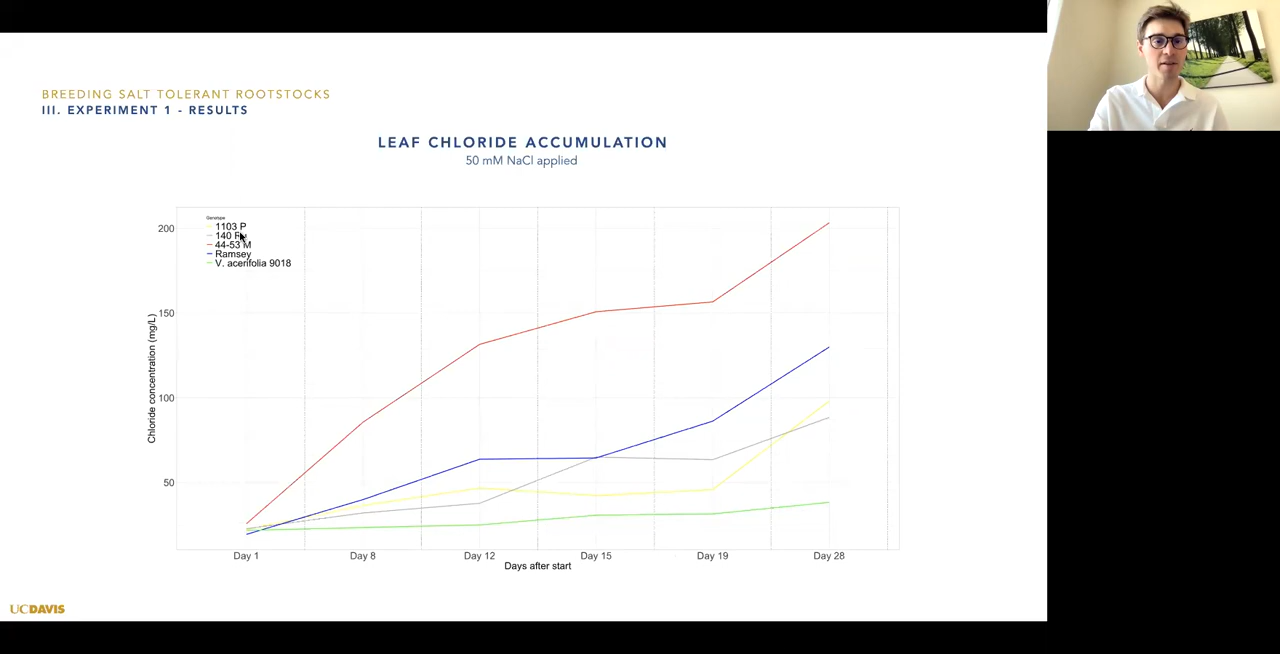 BREEDING SALT TOLERANT ROOTSTOCKS
III. EXPERIMENT 1 - RESULTS
LEAF CHLORIDE ACCUMULATION
50 mM NaCl applied
Genotype
1103 P
140
44-53 M
Ramsey
V. acerifolia 9018
Chloride concentration (mg/L)
200
150
100
50
Day 1 Day 8 Day 12 Day 15 Day 19 Day 28
Days after start
UCDAVIS